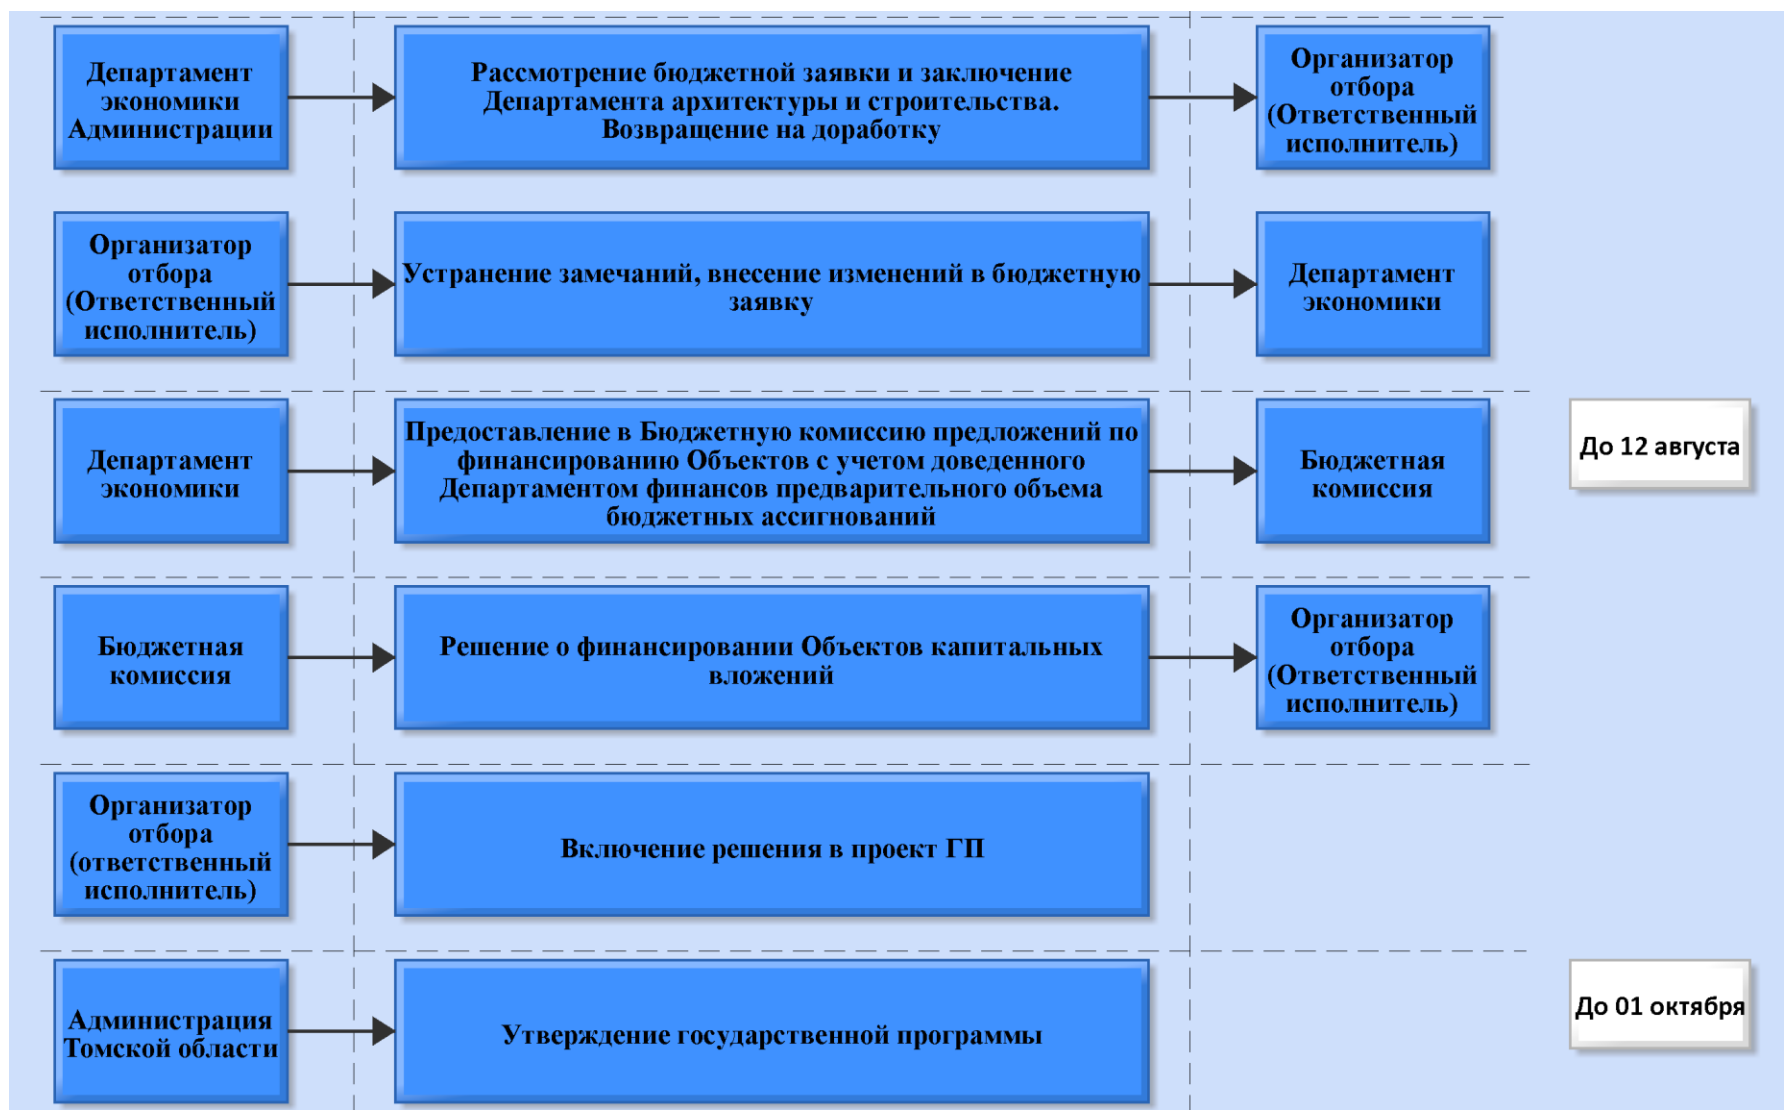 Департамент
экономики
Администрации
Рассмотрение бюджетной заявки и заключение
Департамента архитектуры и строительства.
Возвращение на доработку
Организатор
отбора
(Ответственный
исполнитель)
Организатор
отбора
(Ответственный
исполнитель)
Устранение замечаний, внесение изменений в бюджетную
заявку
Департамент
экономики
Департамент
экономики
Предоставление в Бюджетную комиссию предложений по
финансированию Объектов с учетом доведенного
Департаментом финансов предварительного объема
бюджетных ассигнований
Бюджетная
комиссия
До 12 августа
Бюджетная
комиссия
Решение о финансировании Объектов капитальных
вложений
Организатор
отбора
(Ответственный
исполнитель)
Организатор
отбора
(ответственный
исполнитель)
Включение решения в проект ГП
Администрация
Томской области
Утверждение государственной программы
До 01 октября